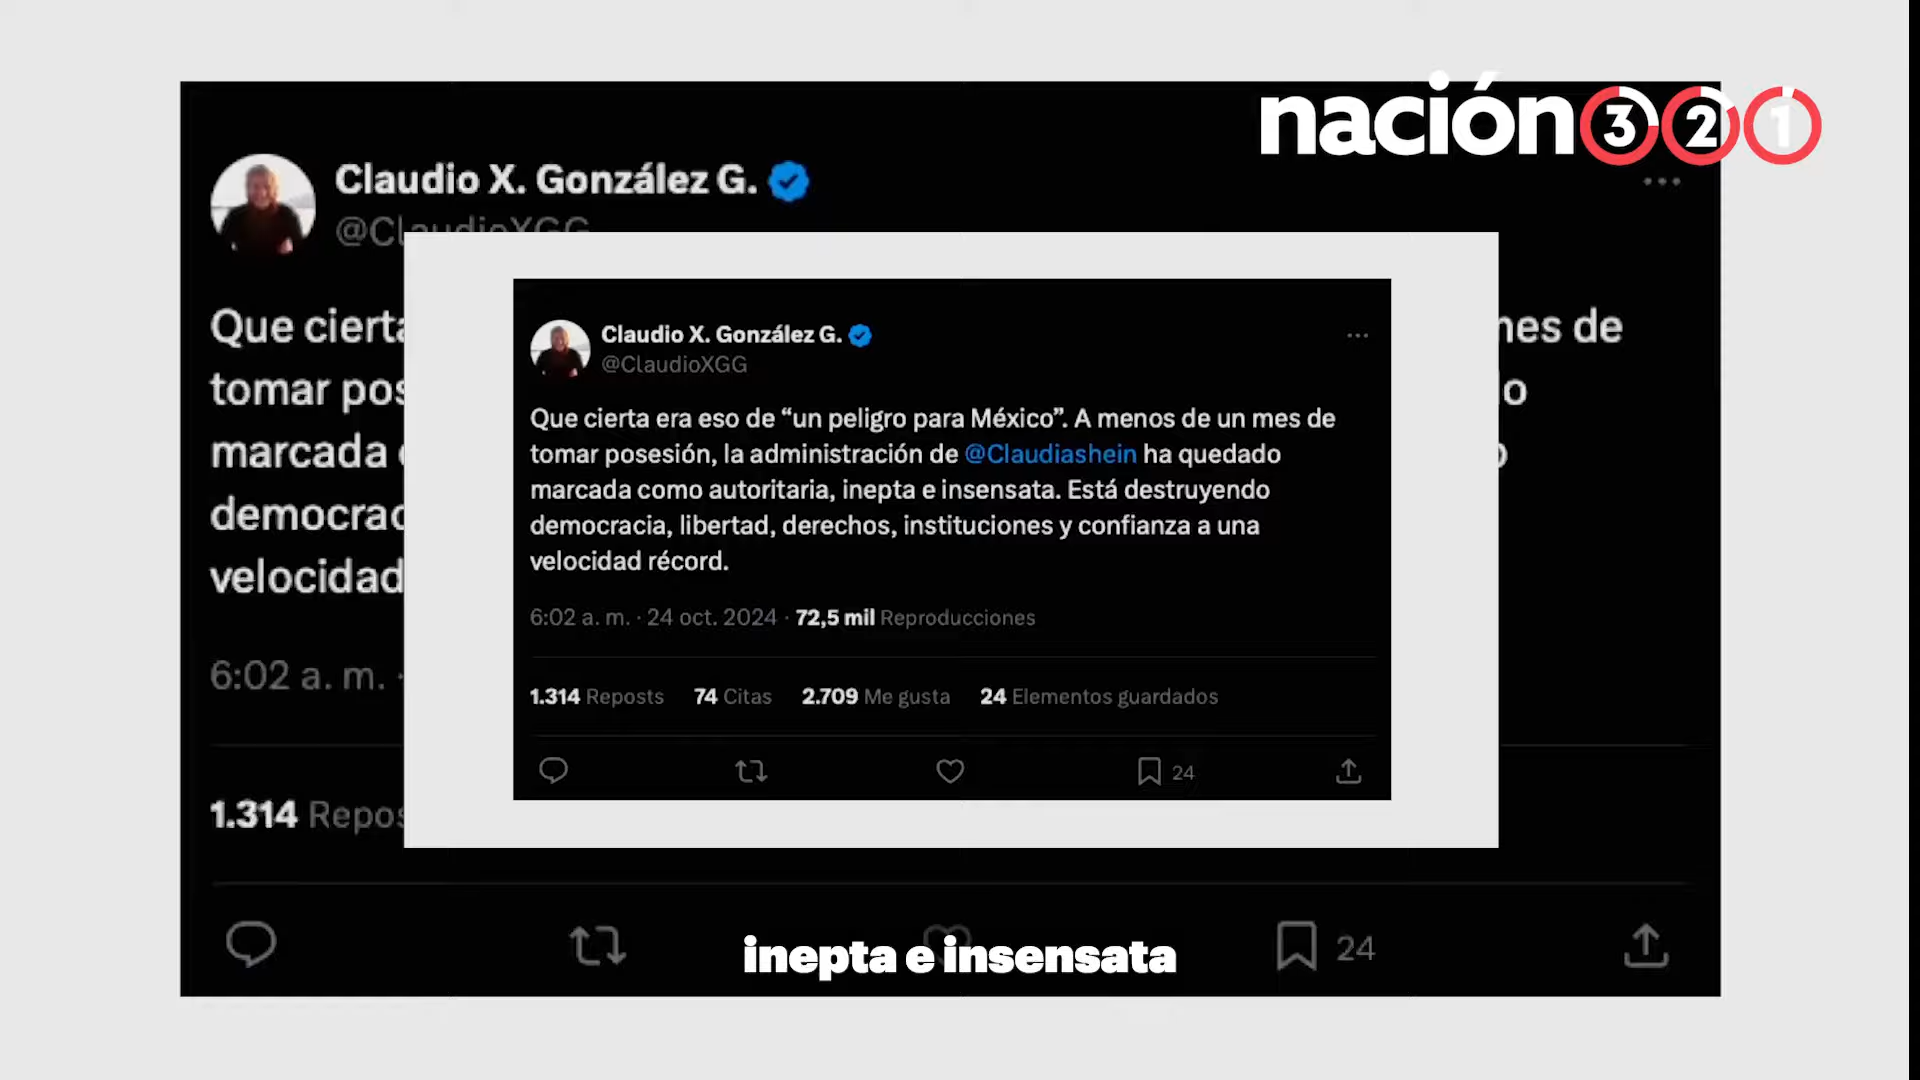 nación321
Claudio X. González G.
@ClaudioXGG
Que cierta
mes de
tomar pos
lo
marcada
democrac
velocidad
6:02 a. m. ·
1.314 Repos
24
Claudio X. González G.
@ClaudioXGG
Que cierta era eso de “un peligro para México”. A menos de un mes de
tomar posesión, la administración de @Claudiashein ha quedado
marcada como autoritaria, inepta e insensata. Está destruyendo
democracia, libertad, derechos, instituciones y confianza a una
velocidad récord.
6:02 a. m. · 24 oct. 2024 · 72,5 mil Reproducciones
1.314 Reposts 74 Citas 2.709 Me gusta 24 Elementos guardados
24
inepta e insensata